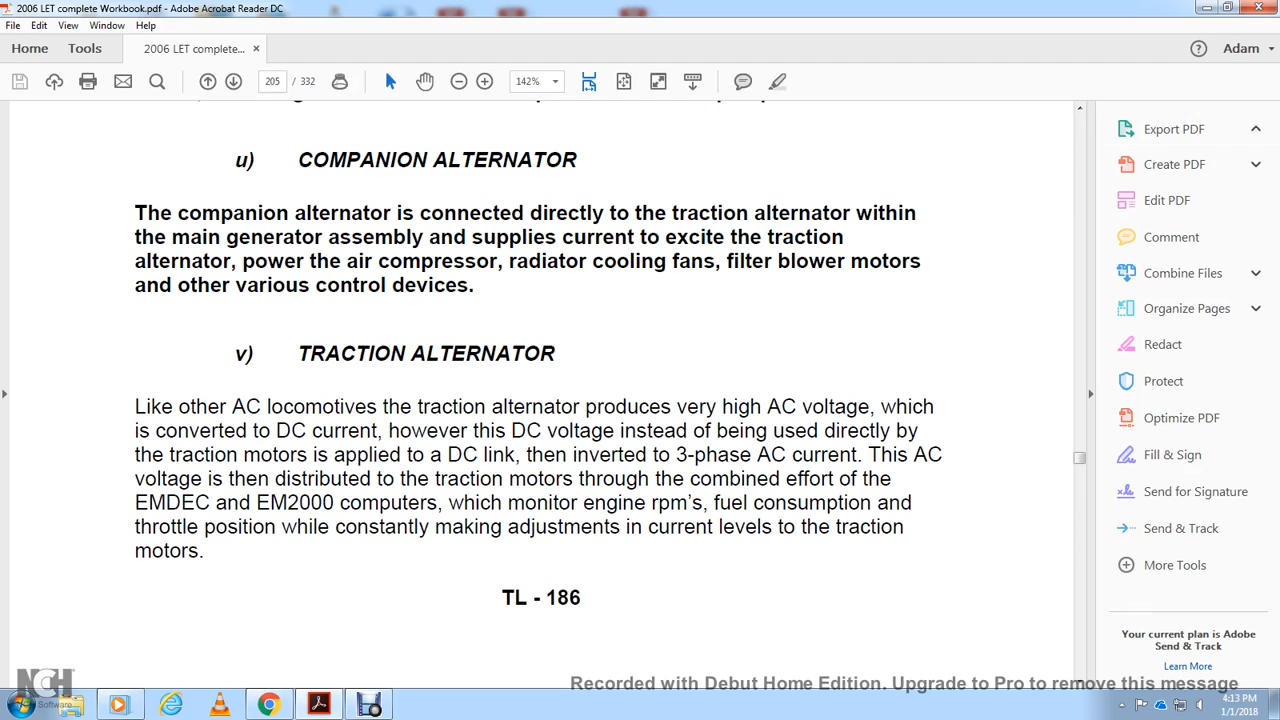 2006 LET complete Workbook.pdf - Adobe Acrobat Reader DC
File Edit View Window Help
Home Tools 2006 LET complete... × Adam
205 / 332 142%
u) COMPANION ALTERNATOR
The companion alternator is connected directly to the traction alternator within
the main generator assembly and supplies current to excite the traction
alternator, power the air compressor, radiator cooling fans, filter blower motors
and other various control devices.
v) TRACTION ALTERNATOR
Like other AC locomotives the traction alternator produces very high AC voltage, which
is converted to DC current, however this DC voltage instead of being used directly by
the traction motors is applied to a DC link, then inverted to 3-phase AC current. This AC
voltage is then distributed to the traction motors through the combined effort of the
EMDEC and EM2000 computers, which monitor engine rpm's, fuel consumption and
throttle position while constantly making adjustments in current levels to the traction
motors.
TL - 186
Export PDF
Create PDF
Edit PDF
Comment
Combine Files
Organize Pages
Redact
Protect
Optimize PDF
Fill & Sign
Send for Signature
Send & Track
More Tools
Your current plan is Adobe
Send & Track
Learn More
NCH
Software
Recorded with Debut Home Edition. Upgrade to Pro to remove this message
4:13 PM
1/1/2018